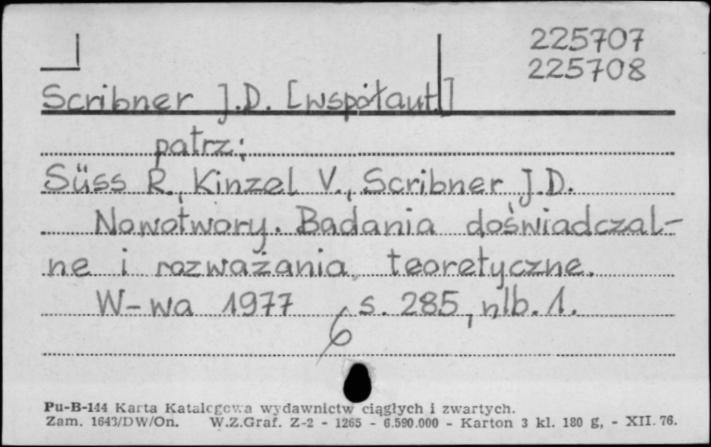 225707
225708
Scribner J.D. [współaut.]
patrz:
Süss R., Kinzel V., Scribner J.D.
Nowotwory. Badania doświadczal-
ne i rozważania teoretyczne.
W-wa 1977 s. 285, nlb. 1.
6
Pu-B-144 Karta Katalogowa wydawnictw ciągłych i zwartych.
Zam. 1643/DW/On. W.Z.Graf. Z-2 - 1265 - 6.590.000 - Karton 3 kl. 180 g, - XII. 76.